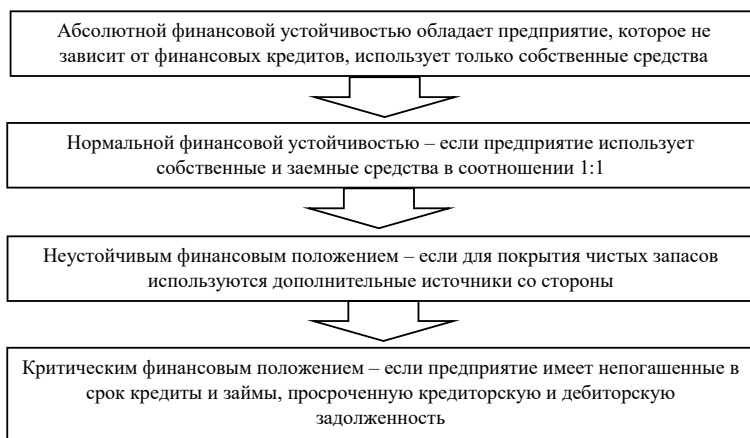 Абсолютной финансовой устойчивостью обладает предприятие, которое не
зависит от финансовых кредитов, использует только собственные средства
Нормальной финансовой устойчивостью – если предприятие использует
собственные и заемные средства в соотношении 1:1
Неустойчивым финансовым положением – если для покрытия чистых запасов
используются дополнительные источники со стороны
Критическим финансовым положением – если предприятие имеет непогашенные в
срок кредиты и займы, просроченную кредиторскую и дебиторскую
задолженность